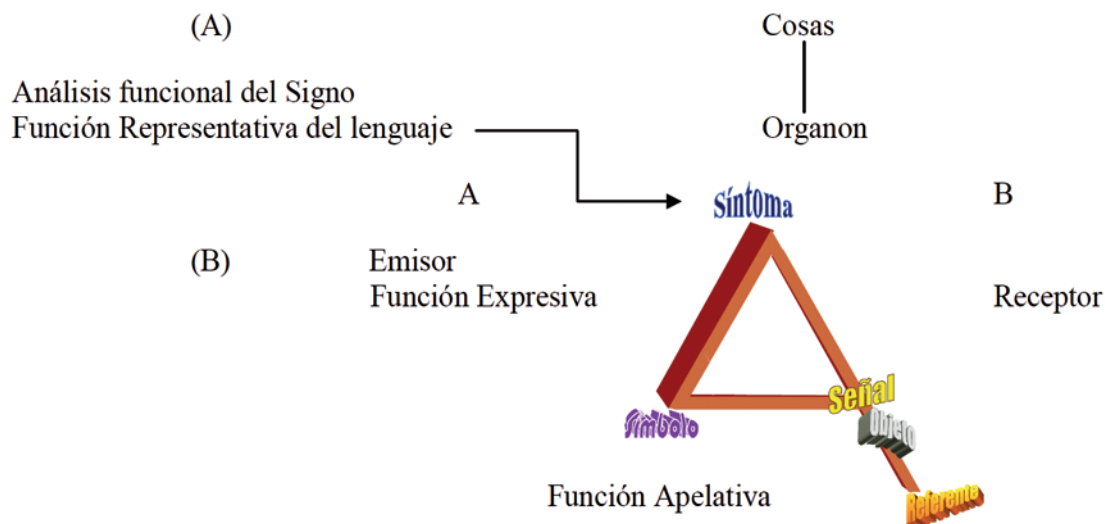 (A)
Cosas
Análisis funcional del Signo
Función Representativa del lenguaje
Organon
A
Síntoma
B
(B)
Emisor
Función Expresiva
Receptor
Señal
Símbolo
Objeto
Función Apelativa
Referente